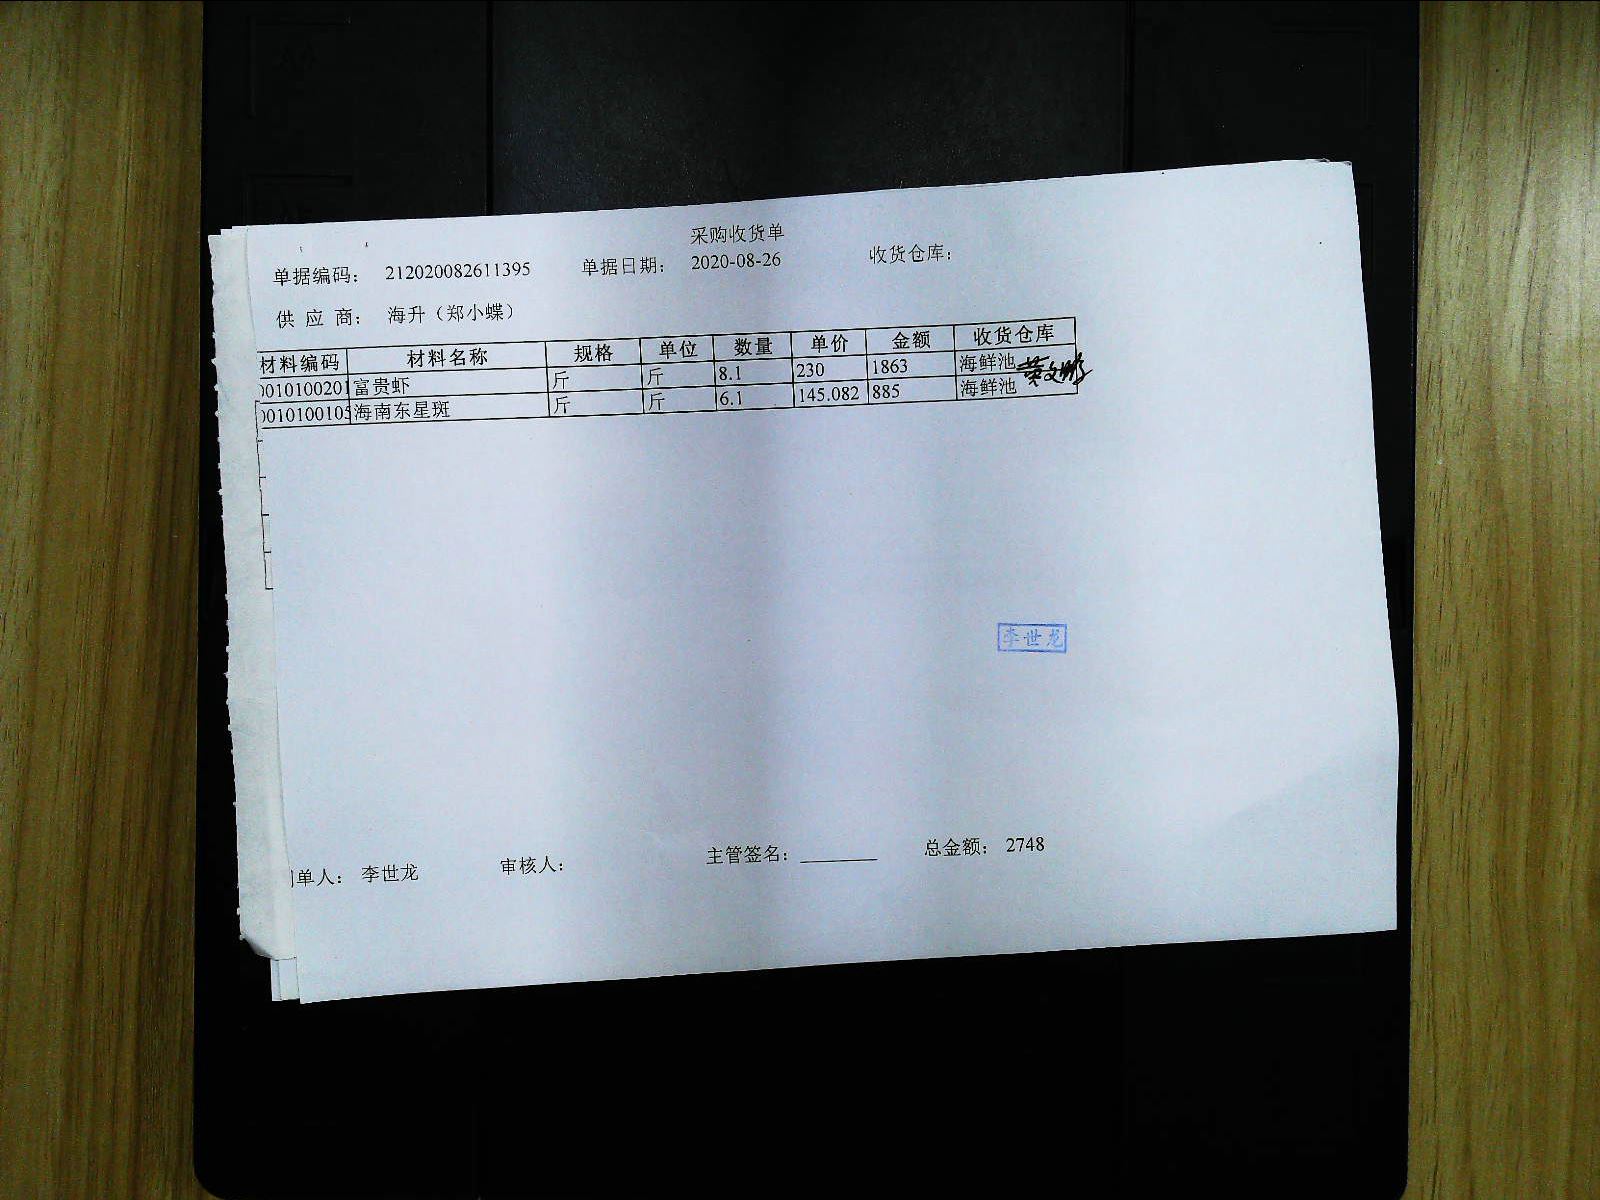 采购收货单
单据编码： 212020082611395 单据日期： 2020-08-26 收货仓库：
供 应 商： 海升（郑小蝶）
材料编码 材料名称 规格 单位 数量 单价 金额 收货仓库
0010100201 富贵虾 斤 斤 8.1 230 1863 海鲜池
0010100105 海南东星斑 斤 斤 6.1 145.082 885 海鲜池
李世龙
单人： 李世龙 审核人： 主管签名： 总金额： 2748